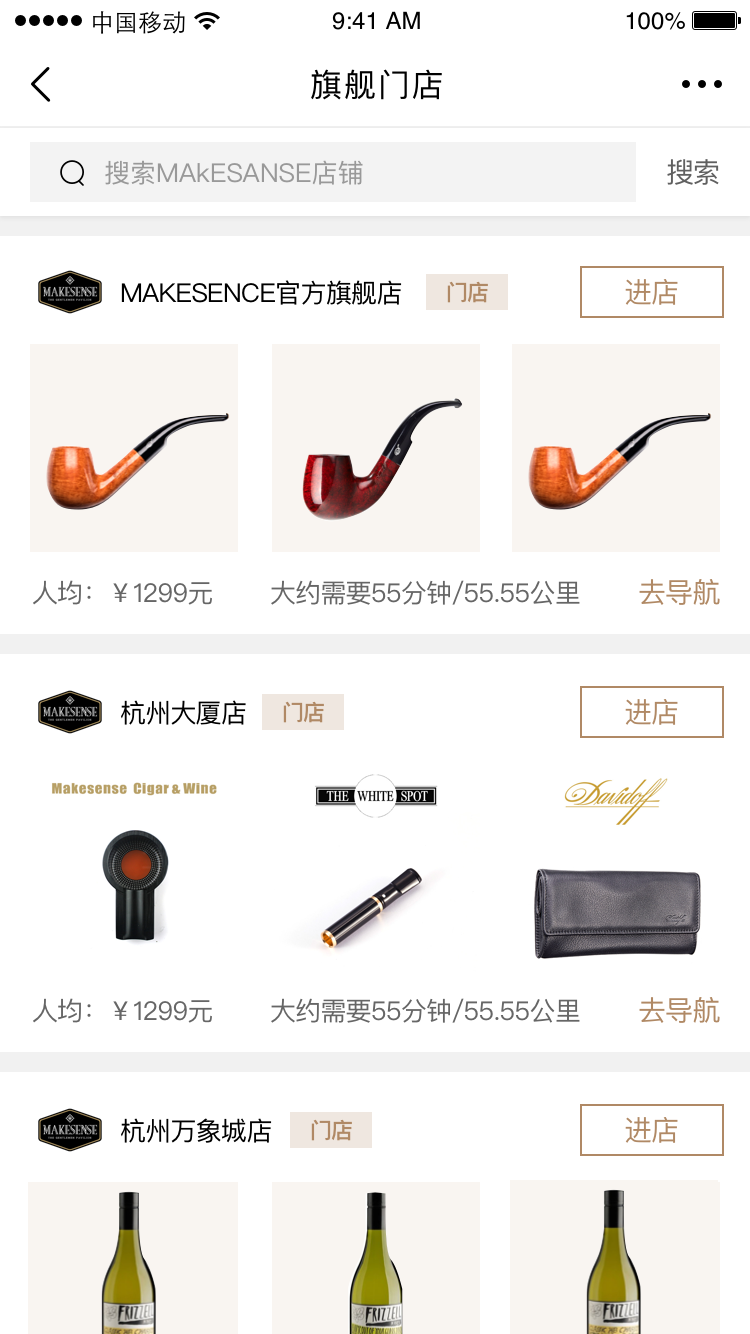 中国移动
9:41 AM
100%
旗舰门店
搜索MAkESANSE店铺
搜索
MAKESENSE
MAKESENCE官方旗舰店
门店
进店
人均：￥1299元
大约需要55分钟/55.55公里
去导航
MAKESENSE
杭州大厦店
门店
进店
Makesense Cigar & Wine
THE WHITE SPOT
Davidoff
人均：￥1299元
大约需要55分钟/55.55公里
去导航
MAKESENSE
杭州万象城店
门店
进店
FRIZZELL
FRIZZELL
FRIZZELL